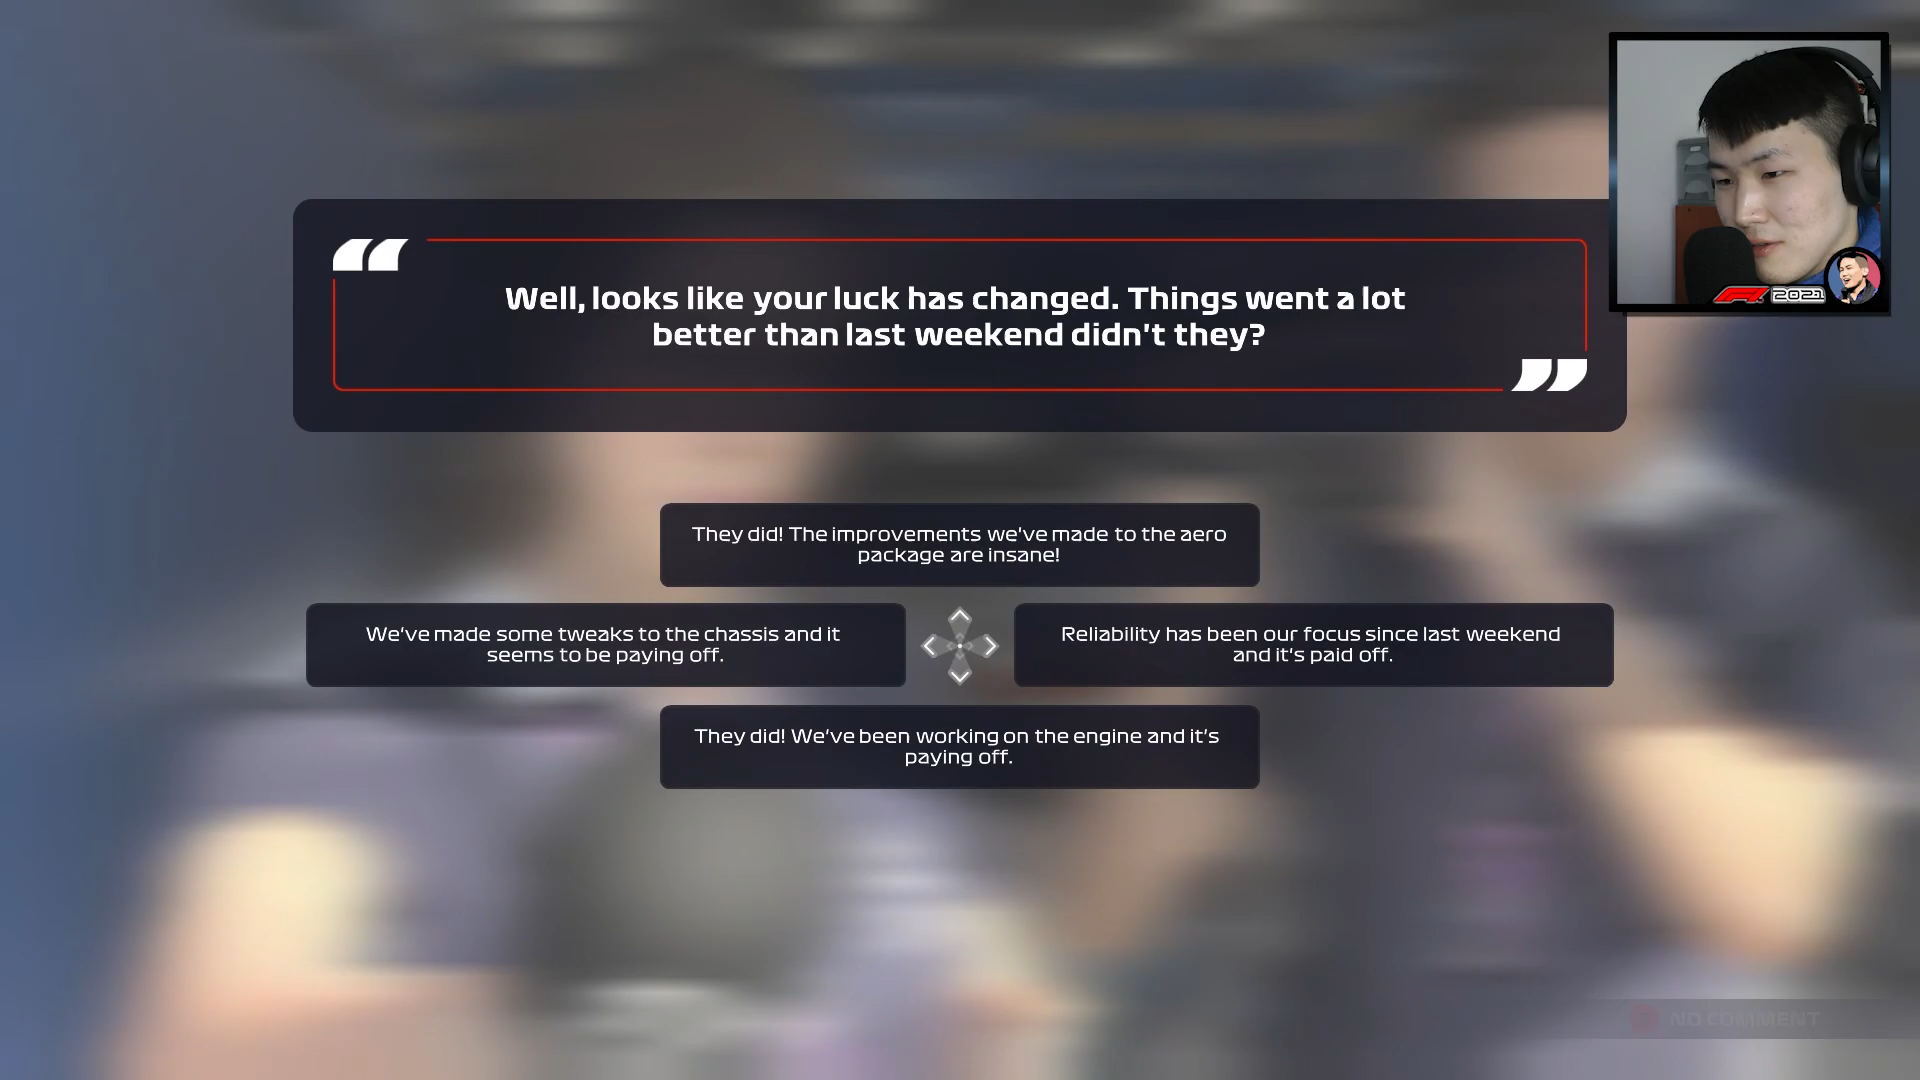 Well, looks like your luck has changed. Things went a lot
better than last weekend didn't they?
They did! The improvements we've made to the aero
package are insane!
We've made some tweaks to the chassis and it
seems to be paying off.
Reliability has been our focus since last weekend
and it's paid off.
They did! We've been working on the engine and it's
paying off.
F1 2021
NO COMMENT